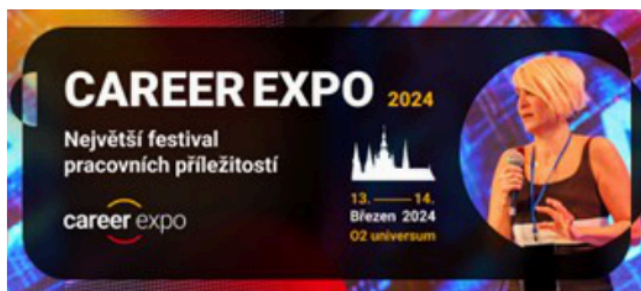 CAREER EXPO 2024
Největší festival
pracovních příležitostí
career expo
13. — 14.
Březen 2024
O2 universum